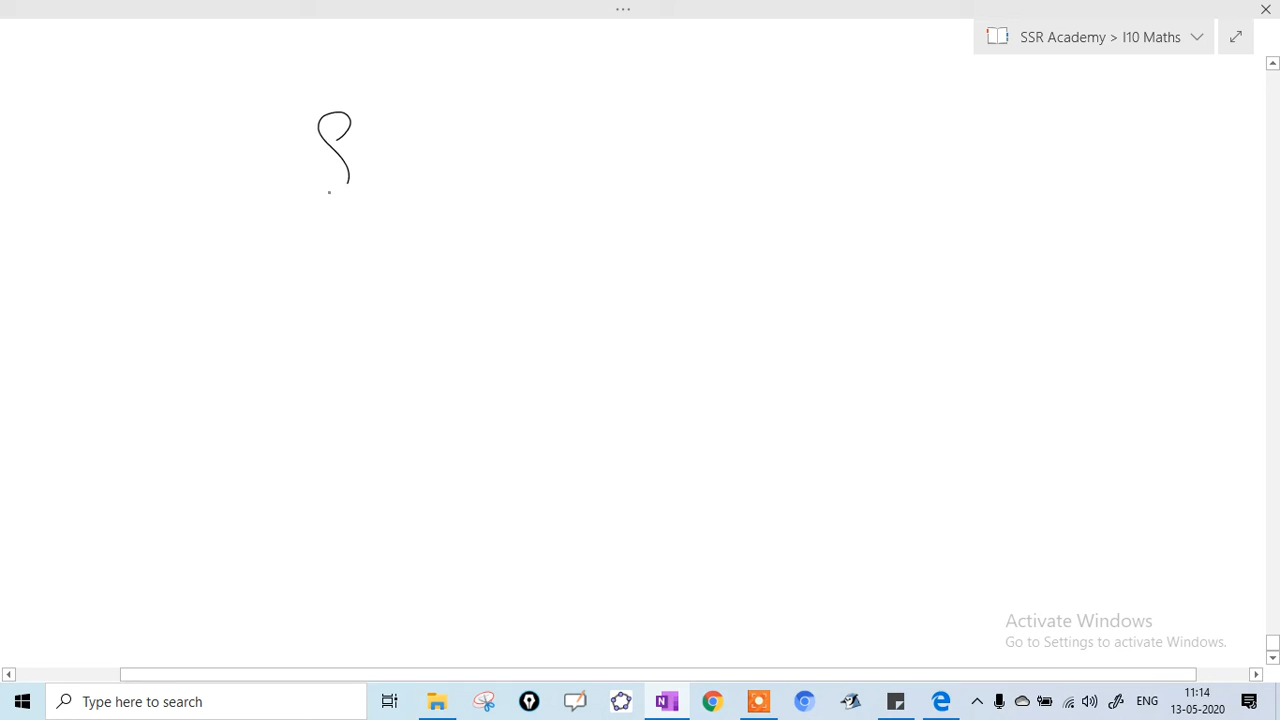 SSR Academy > I10 Maths
Activate Windows
Go to Settings to activate Windows.
Type here to search
ENG
11:14
13-05-2020